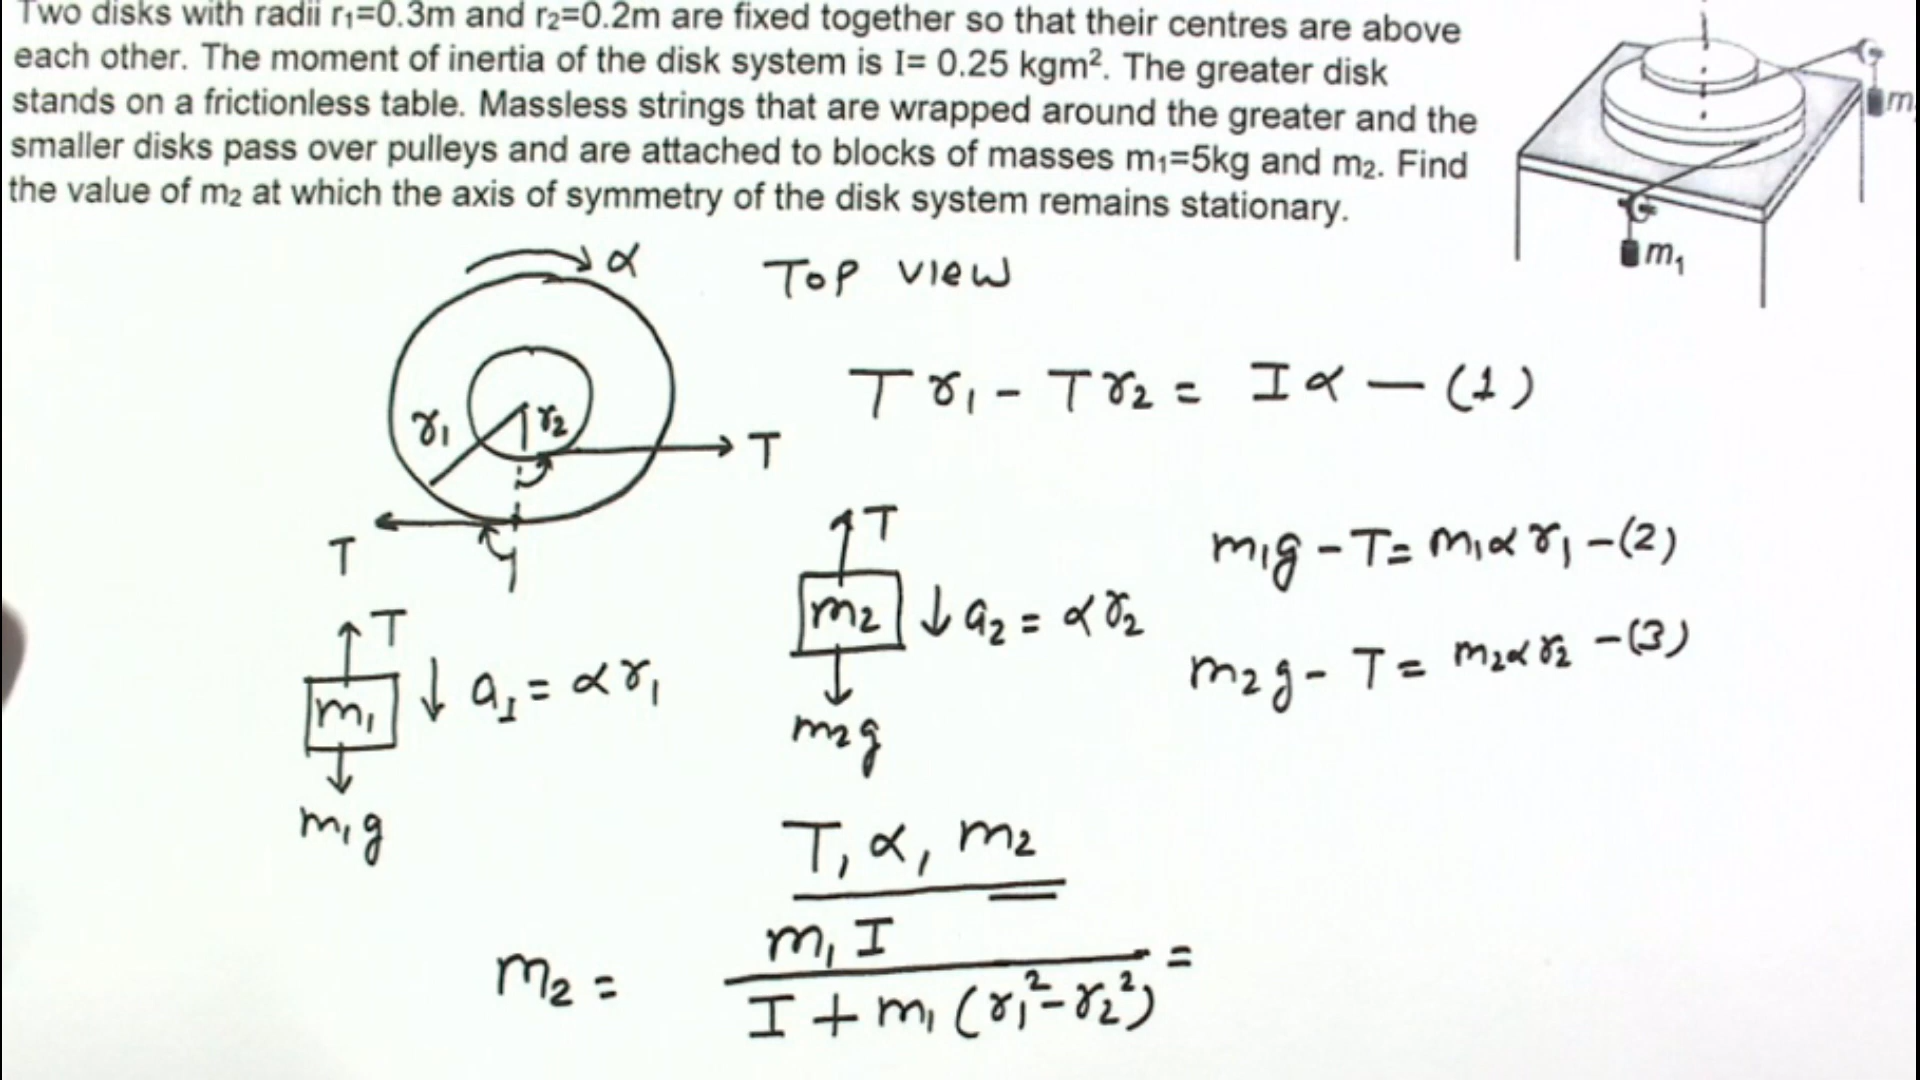 Two disks with radii r₁=0.3m and r₂=0.2m are fixed together so that their centres are above
each other. The moment of inertia of the disk system is I= 0.25 kgm². The greater disk
stands on a frictionless table. Massless strings that are wrapped around the greater and the
smaller disks pass over pulleys and are attached to blocks of masses m₁=5kg and m₂. Find
the value of m₂ at which the axis of symmetry of the disk system remains stationary.
m
m₁
α
TOP VIEW
Tr₁ - Tr₂ = Iα — (1)
r₁
r₂
T
T
T
m₂
↓ a₂ = αr₂
m₂g
m₁g - T = m₁αr₁ - (2)
m₂g - T = m₂αr₂ - (3)
T
m₁
↓ a₁ = αr₁
m₁g
T, α, m₂
m₂ = m₁I / I + m₁(r₁² - r₂²) =